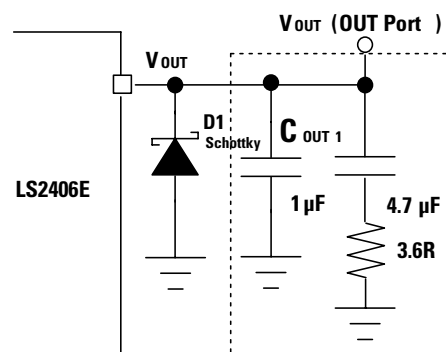 VOUT (OUT Port )
VOUT
D1
Schottky
COUT 1
LS2406E
1 µF
4.7 µF
3.6R